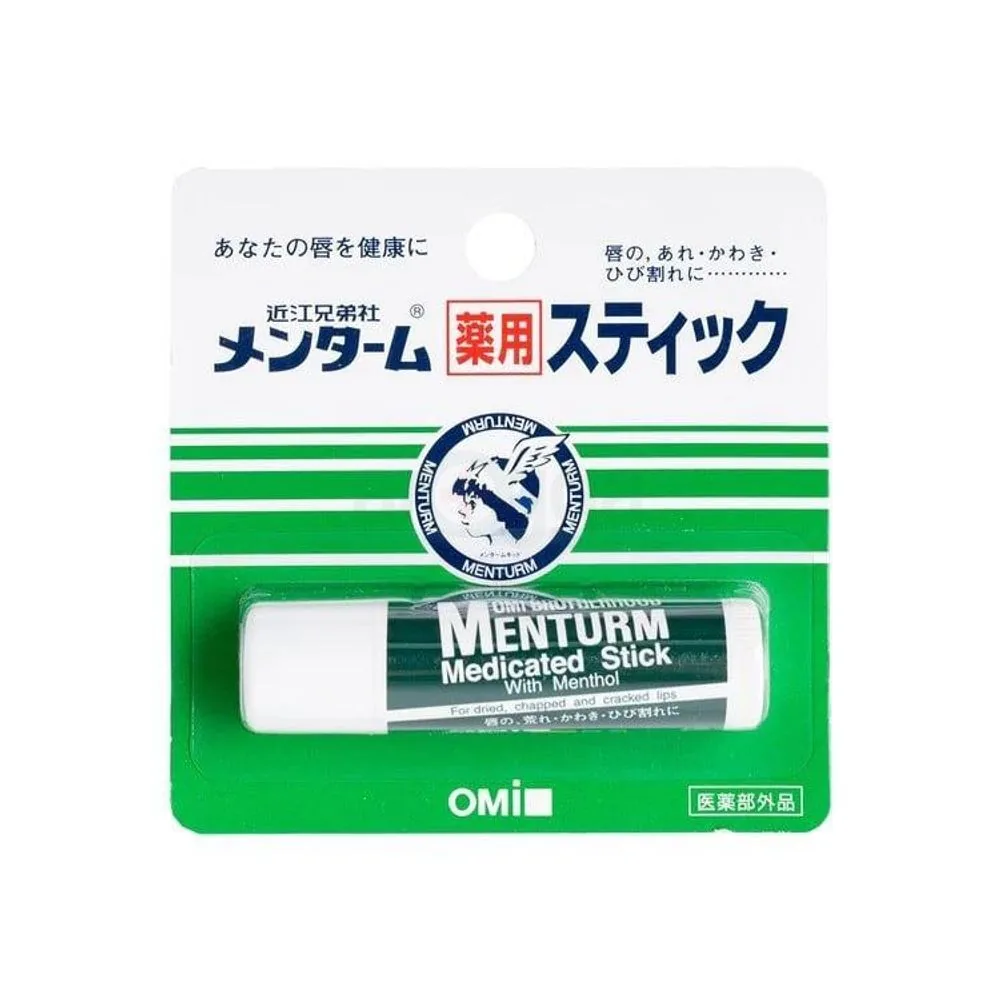 あなたの唇を健康に
唇の,あれ・かわき・
ひび割れに…………
近江兄弟社 ®
メンターム 薬用 スティック
MENTURM
MENTURM
MENTURM
メンタームキッド
MENTURM
OMI BROTHERHOOD
MENTURM
Medicated Stick
With Menthol
For dried, chapped and cracked lips
唇の,荒れ・かわき・ひび割れに
OMi
医薬部外品